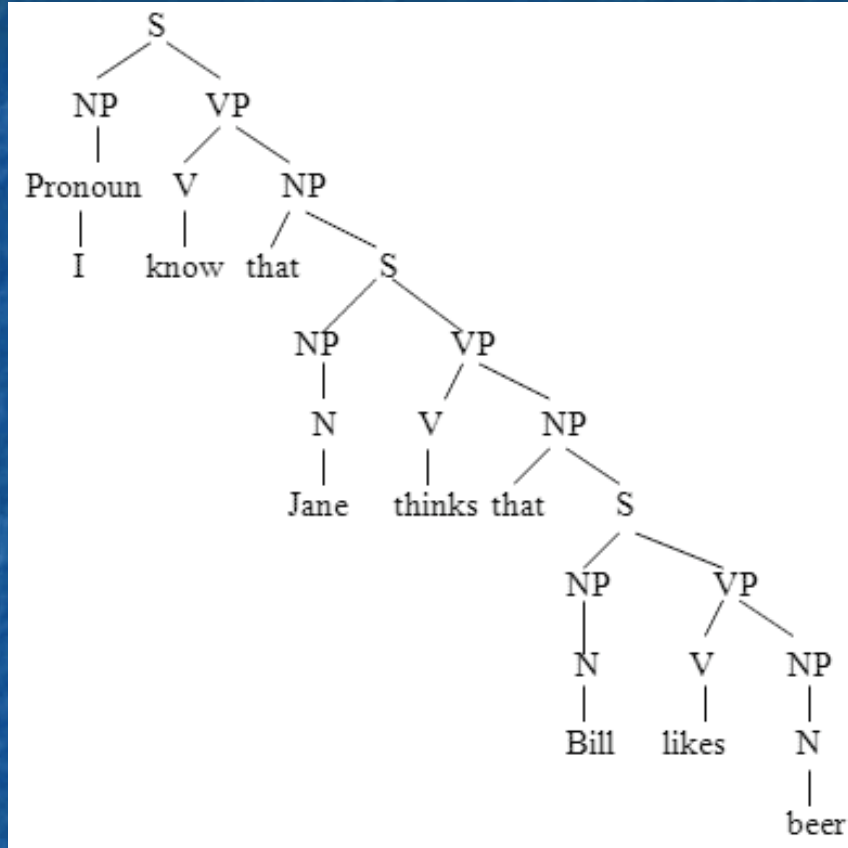 S
NP VP
Pronoun V NP
I know that S
NP VP
N V NP
Jane thinks that S
NP VP
N V NP
Bill likes N
beer